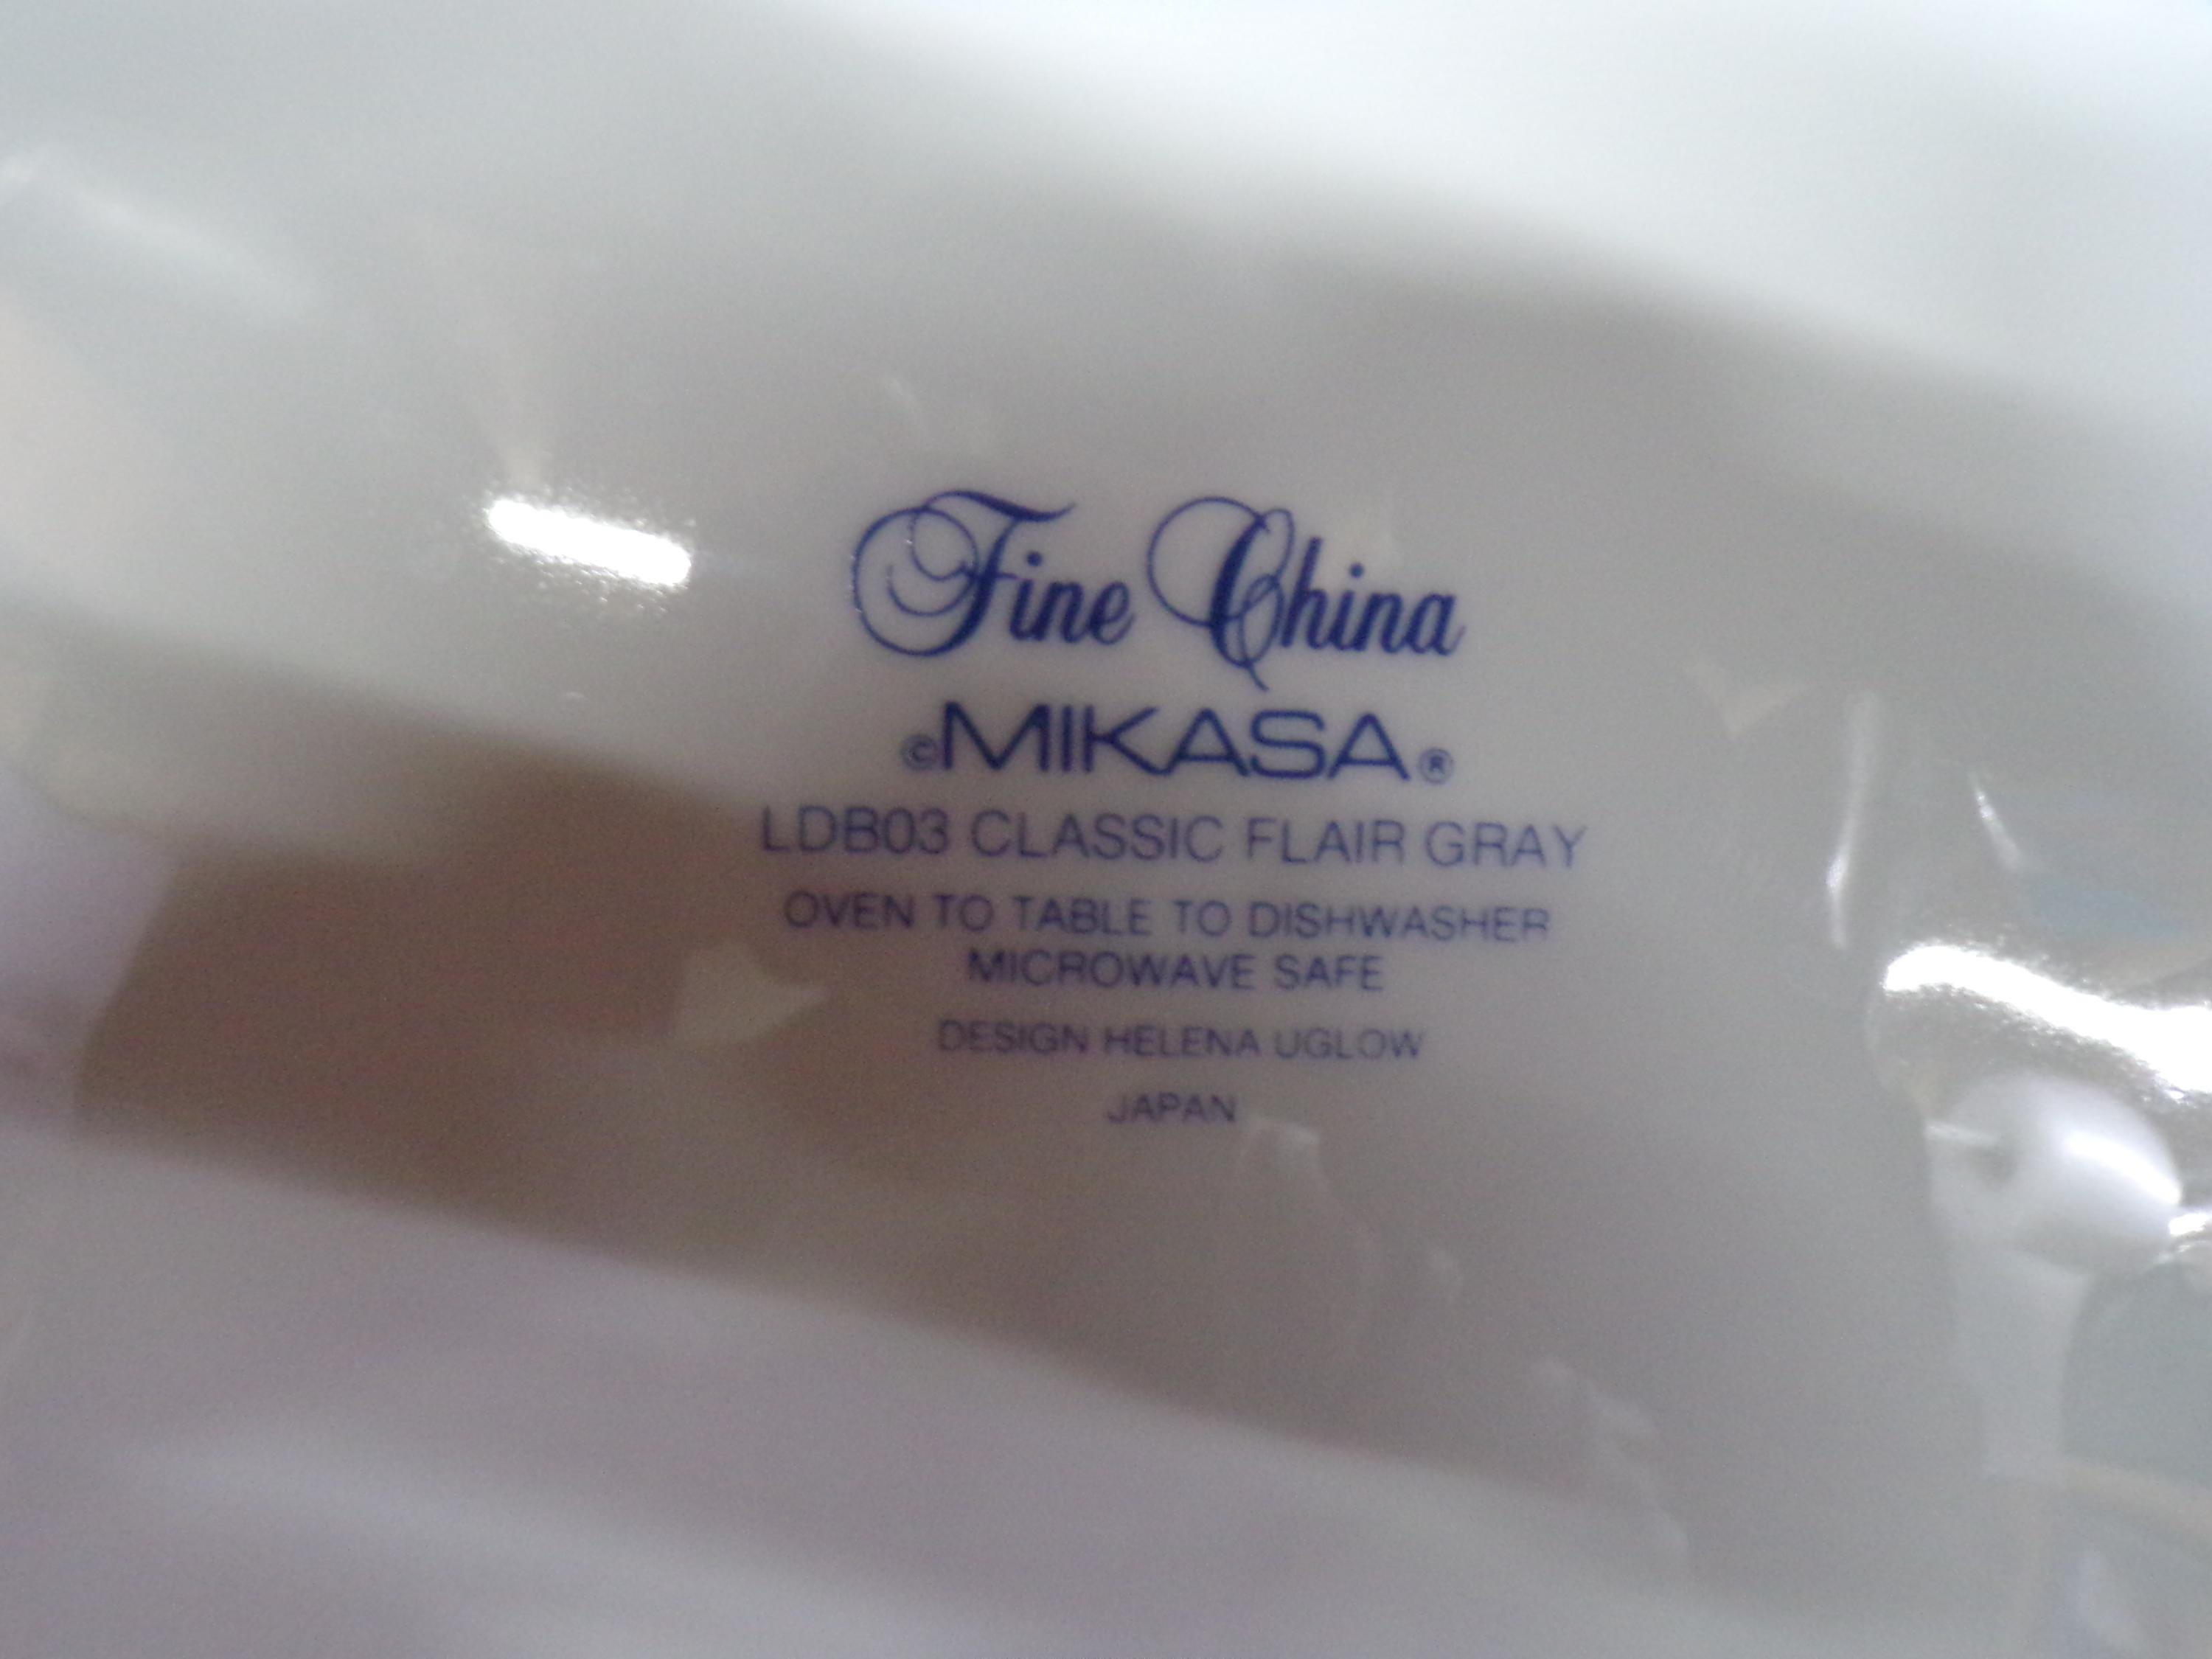 Fine China
©MIKASA®
LDB03 CLASSIC FLAIR GRAY
OVEN TO TABLE TO DISHWASHER
MICROWAVE SAFE
DESIGN HELENA UGLOW
JAPAN